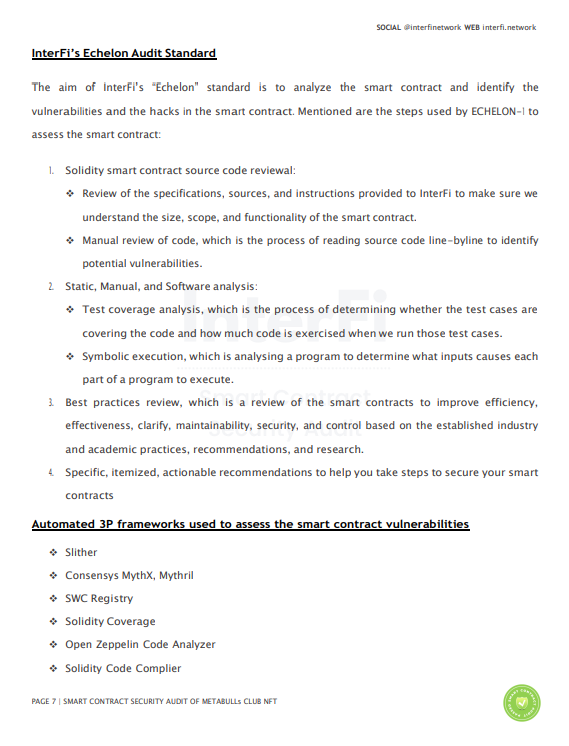 SOCIAL @interfinetwork WEB interfi.network
InterFi's Echelon Audit Standard
The aim of InterFi's "Echelon" standard is to analyze the smart contract and identify the
vulnerabilities and the hacks in the smart contract. Mentioned are the steps used by ECHELON-1 to
assess the smart contract:
1. Solidity smart contract source code reviewal:
❖ Review of the specifications, sources, and instructions provided to InterFi to make sure we
understand the size, scope, and functionality of the smart contract.
❖ Manual review of code, which is the process of reading source code line-byline to identify
potential vulnerabilities.
2. Static, Manual, and Software analysis:
❖ Test coverage analysis, which is the process of determining whether the test cases are
covering the code and how much code is exercised when we run those test cases.
❖ Symbolic execution, which is analysing a program to determine what inputs causes each
part of a program to execute.
3. Best practices review, which is a review of the smart contracts to improve efficiency,
effectiveness, clarify, maintainability, security, and control based on the established industry
and academic practices, recommendations, and research.
4. Specific, itemized, actionable recommendations to help you take steps to secure your smart
contracts
InterFi
Smart Contract
Security Audit
Automated 3P frameworks used to assess the smart contract vulnerabilities
❖ Slither
❖ Consensys MythX, Mythril
❖ SWC Registry
❖ Solidity Coverage
❖ Open Zeppelin Code Analyzer
❖ Solidity Code Complier
PAGE 7 | SMART CONTRACT SECURITY AUDIT OF METABULLs CLUB NFT
SMART CONTRACT